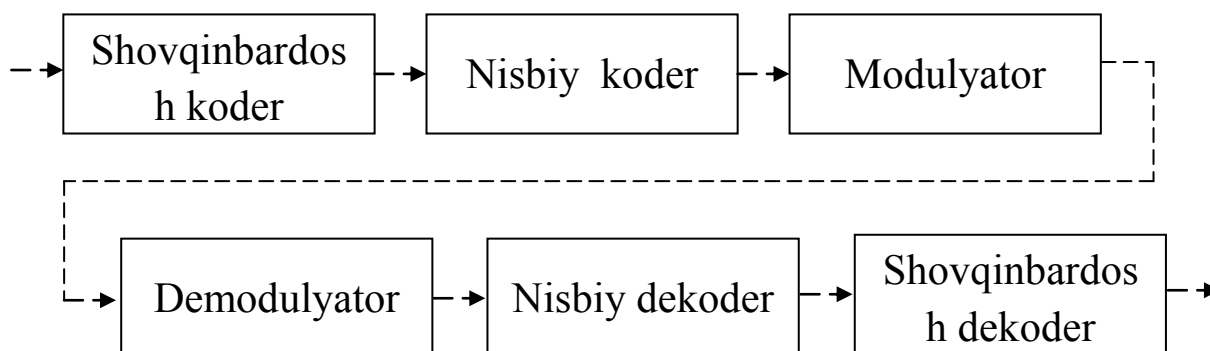 Shovqinbardos
h koder
Nisbiy koder
Modulyator
Demodulyator
Nisbiy dekoder
Shovqinbardos
h dekoder